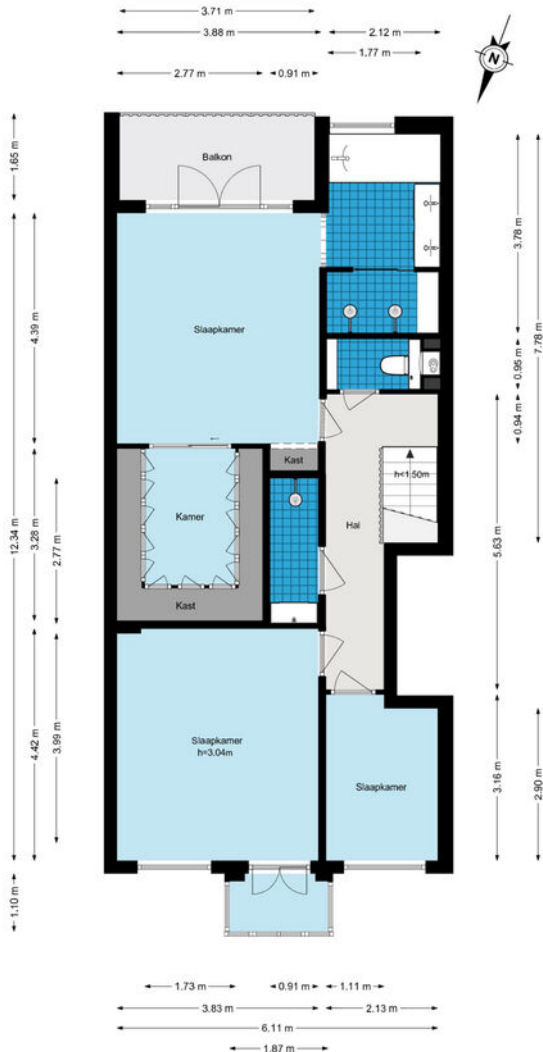 3.71 m
3.88 m
2.12 m
1.77 m
2.77 m
0.91 m
N
1.65 m
Balkon
3.78 m
7.78 m
4.39 m
12.34 m
Slaapkamer
0.95 m
0.94 m
Kast
h<1.50m
3.28 m
2.77 m
Kamer
Hal
5.63 m
Kast
4.42 m
3.99 m
Slaapkamer
h=3.04m
Slaapkamer
3.16 m
2.90 m
1.10 m
1.73 m
0.91 m
1.11 m
3.83 m
2.13 m
6.11 m
1.87 m